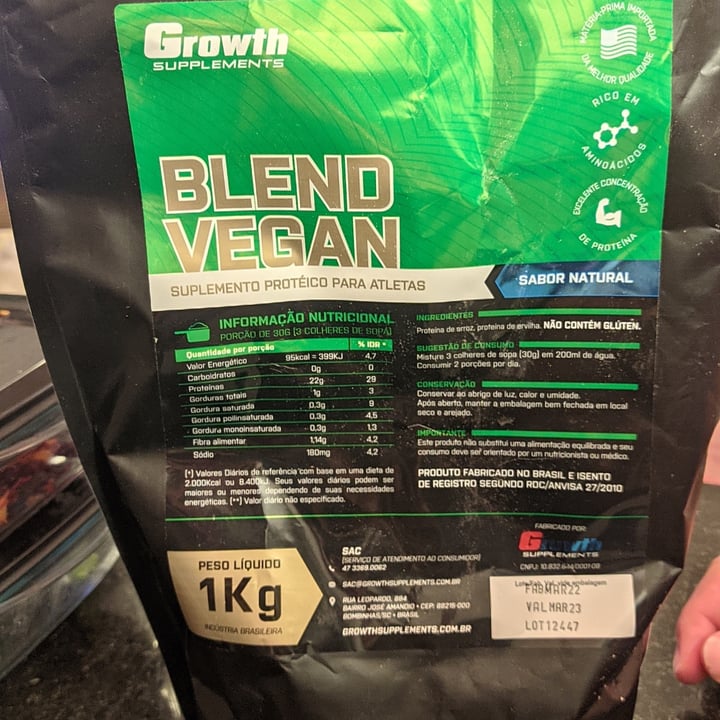 Growth
SUPPLEMENTS
MATÉRIA-PRIMA IMPORTADA
DA MELHOR QUALIDADE
RICO EM
AMINOÁCIDOS
EXCELENTE CONCENTRAÇÃO
DE PROTEÍNA
BLEND
VEGAN
SUPLEMENTO PROTÉICO PARA ATLETAS
SABOR NATURAL
INFORMAÇÃO NUTRICIONAL
PORÇÃO DE 30G (3 COLHERES DE SOPA)
Quantidade por porção % IDR *
Valor Energético 95kcal = 399KJ 4,7
Carboidratos 0g 0
Proteínas 22g 29
Gorduras totais 1g 3
Gordura saturada 0,3g 9
Gordura poliinsaturada 0,3g 4,5
Gordura monoinsaturada 0,3g 1,3
Fibra alimentar 1,14g 4,2
Sódio 180mg 4,2
(*) Valores Diários de referência com base em uma dieta de
2.000Kcal ou 8.400kJ. Seus valores diários podem ser
maiores ou menores dependendo de suas necessidades
energéticas. (**) Valor diário não especificado.
INGREDIENTES
Proteína de arroz, proteína de ervilha. NÃO CONTÉM GLÚTEN.
SUGESTÃO DE CONSUMO
Misture 3 colheres de sopa (30g) em 200ml de água.
Consumir 2 porções por dia.
CONSERVAÇÃO
Conservar ao abrigo de luz, calor e umidade.
Após aberto, manter a embalagem bem fechada em local
seco e arejado.
IMPORTANTE
Este produto não substitui uma alimentação equilibrada e seu
consumo deve ser orientado por um nutricionista ou médico.
PRODUTO FABRICADO NO BRASIL E ISENTO
DE REGISTRO SEGUNDO RDC/ANVISA 27/2010
PESO LÍQUIDO
1Kg
INDÚSTRIA BRASILEIRA
SAC
(SERVIÇO DE ATENDIMENTO AO CONSUMIDOR)
47 3369.0062
SAC@GROWTHSUPPLEMENTS.COM.BR
RUA LEOPARDO, 884
BAIRRO JOSÉ AMANDIO • CEP: 88215-000
BOMBINHAS/SC • BRASIL
GROWTHSUPPLEMENTS.COM.BR
FABRICADO POR:
Growth
SUPPLEMENTS
CNPJ: 10.832.644/0001-08
embalagem
FABMAR22
VALMAR23
LOT12447